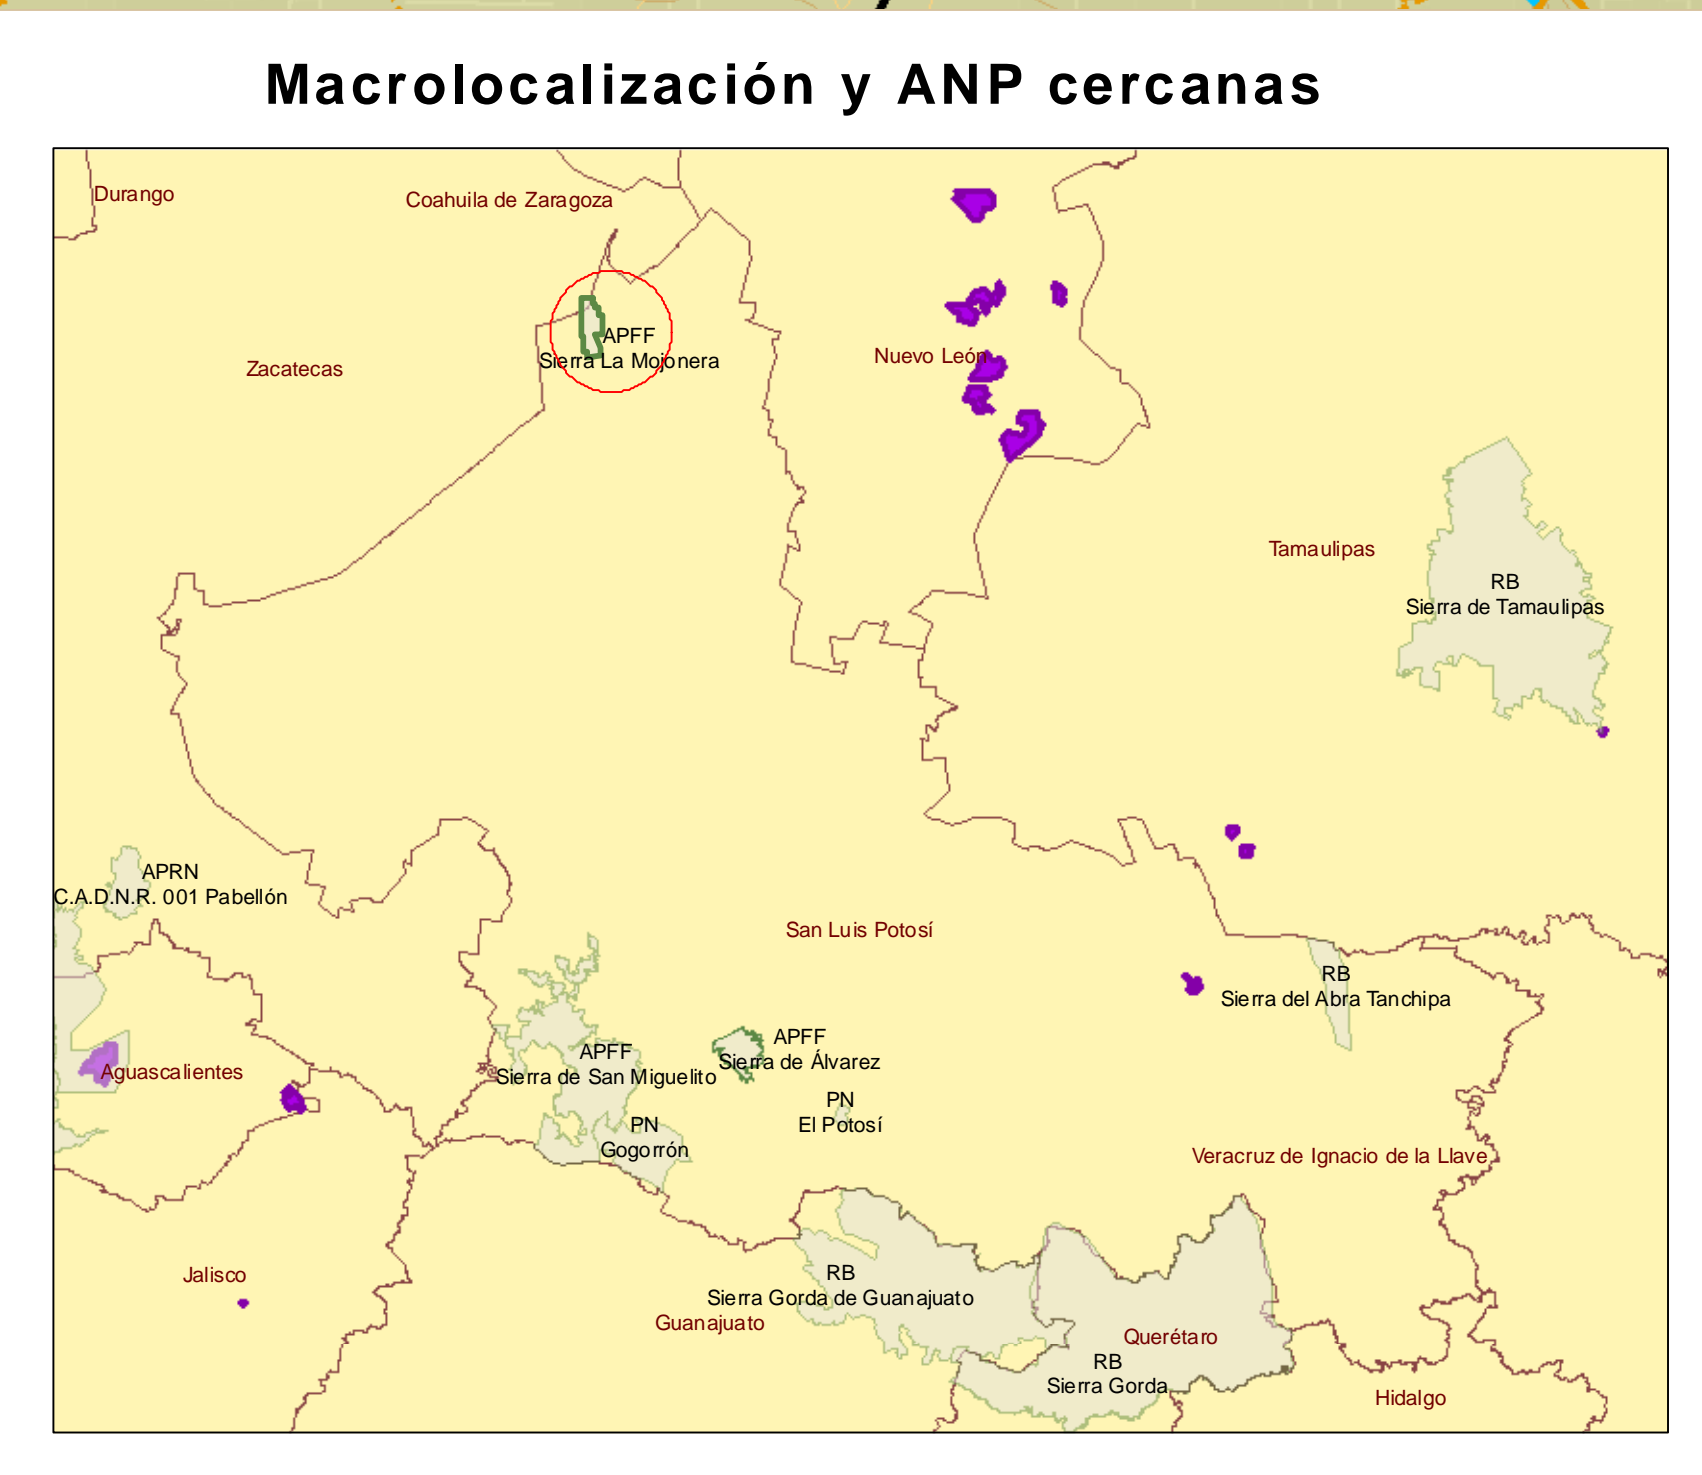 Macrolocalización y ANP cercanas
Durango
Coahuila de Zaragoza
APFF
Sierra La Mojonera
Nuevo León
Zacatecas
Tamaulipas
RB
Sierra de Tamaulipas
APRN
C.A.D.N.R. 001 Pabellón
San Luis Potosí
RB
Sierra del Abra Tanchipa
APFF
Sierra de Álvarez
APFF
Sierra de San Miguelito
Aguascalientes
PN
El Potosí
PN
Gogorrón
Veracruz de Ignacio de la Llave
Jalisco
RB
Sierra Gorda de Guanajuato
Guanajuato
Querétaro
RB
Sierra Gorda
Hidalgo